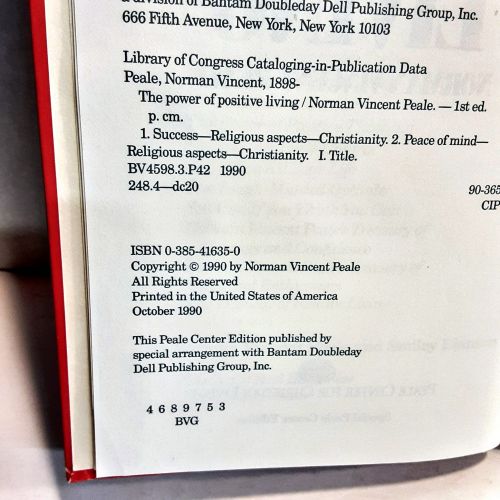 a division of Bantam Doubleday Dell Publishing Group, Inc.
666 Fifth Avenue, New York, New York 10103
Library of Congress Cataloging-in-Publication Data
Peale, Norman Vincent, 1898-
The power of positive living / Norman Vincent Peale. — 1st ed.
p. cm.
1. Success—Religious aspects—Christianity. 2. Peace of mind—
Religious aspects—Christianity. I. Title.
BV4598.3.P42 1990
248.4—dc20 90-365
CIP
ISBN 0-385-41635-0
Copyright © 1990 by Norman Vincent Peale
All Rights Reserved
Printed in the United States of America
October 1990
This Peale Center Edition published by
special arrangement with Bantam Doubleday
Dell Publishing Group, Inc.
4 6 8 9 7 5 3
BVG